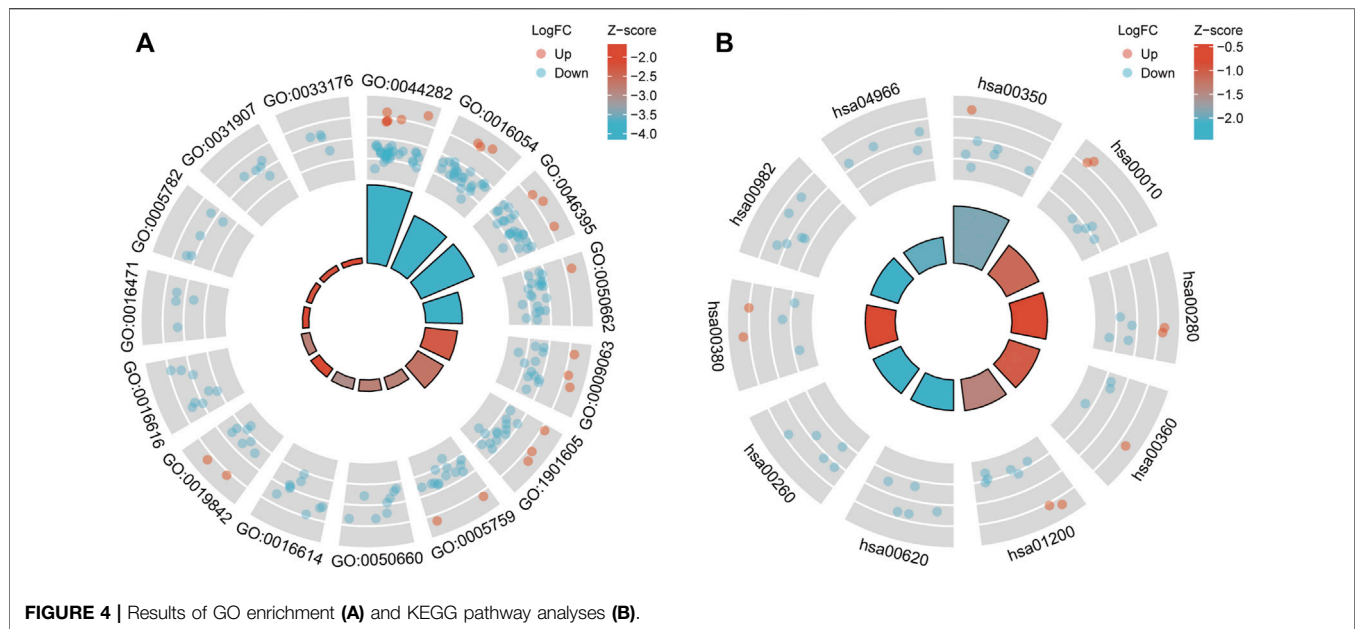 A
LogFC
Up
Down
Z−score
−2.0
−2.5
−3.0
−3.5
−4.0
GO:0044282
GO:0016054
GO:0046395
GO:0050662
GO:0009063
GO:1901605
GO:0005759
GO:0050660
GO:0016614
GO:0019842
GO:0016616
GO:0016471
GO:0005782
GO:0031907
GO:0033176
B
LogFC
Up
Down
Z−score
−0.5
−1.0
−1.5
−2.0
hsa00350
hsa00010
hsa00280
hsa00360
hsa01200
hsa00620
hsa00260
hsa00380
hsa00982
hsa04966
FIGURE 4 | Results of GO enrichment (A) and KEGG pathway analyses (B).